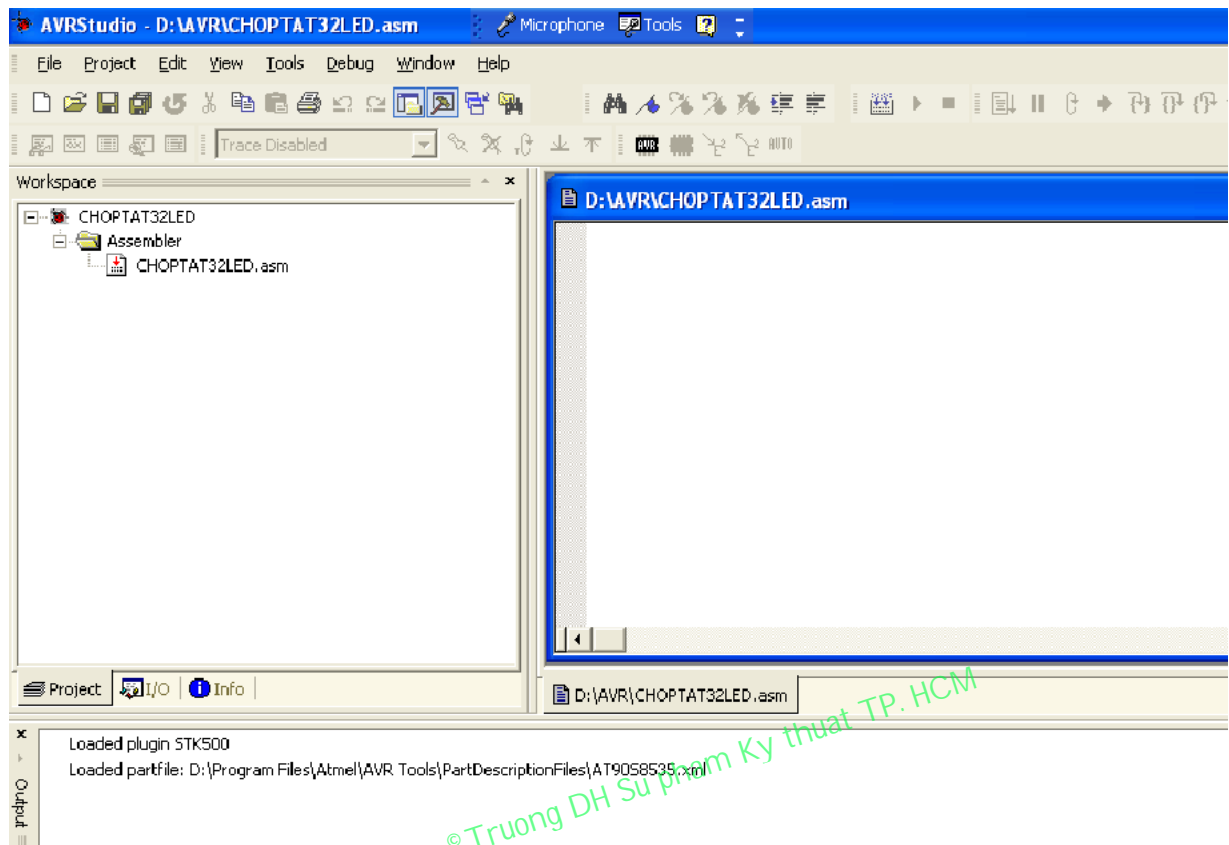 AVRStudio - D:\AVR\CHOPTAT32LED.asm Microphone Tools
File Project Edit View Tools Debug Window Help
Trace Disabled AVR AUTO
Workspace
D:\AVR\CHOPTAT32LED.asm
CHOPTAT32LED
Assembler
CHOPTAT32LED.asm
Project I/O Info
D:\AVR\CHOPTAT32LED.asm
Loaded plugin STK500
Loaded partfile: D:\Program Files\Atmel\AVR Tools\PartDescriptionFiles\AT90S8535.xml
Output
©Truong DH Su pham Ky thuat TP. HCM